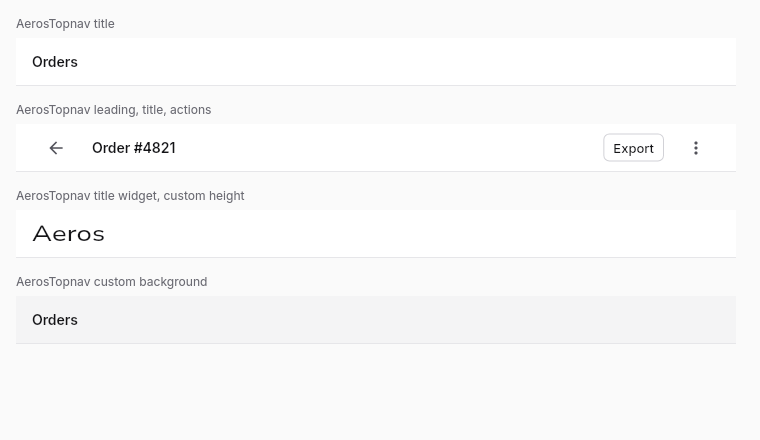 AerosTopnav title
Orders
AerosTopnav leading, title, actions
Order #4821
Export
AerosTopnav title widget, custom height
Aeros
AerosTopnav custom background
Orders